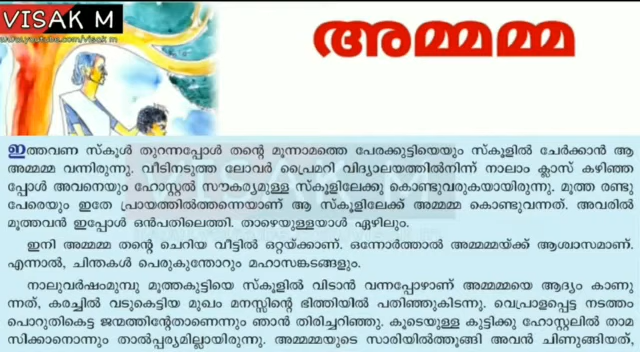 VISAK M
www.youtube.com/Visak m
അമ്മമ്മ
ഇത്തവണ സ്കൂൾ തുറന്നപ്പോൾ തന്റെ മൂന്നാമത്തെ പേരക്കുട്ടിയെയും സ്കൂളിൽ ചേർക്കാൻ ആ
അമ്മമ്മ വന്നിരുന്നു. വീടിനടുത്ത ലോവർ പ്രൈമറി വിദ്യാലയത്തിൽനിന്ന് നാലാം ക്ലാസ് കഴിഞ്ഞ
പ്പോൾ അവനെയും ഹോസ്റ്റൽ സൗകര്യമുള്ള സ്കൂളിലേക്കു കൊണ്ടുവരുകയായിരുന്നു. മൂത്ത രണ്ടു
പേരെയും ഇതേ പ്രായത്തിൽത്തന്നെയാണ് ആ സ്കൂളിലേക്ക് അമ്മമ്മ കൊണ്ടുവന്നത്. അവരിൽ
മൂത്തവൻ ഇപ്പോൾ ഒൻപതിലെത്തി. താഴെയുള്ളയാൾ ഏഴിലും.
ഇനി അമ്മമ്മ തന്റെ ചെറിയ വീട്ടിൽ ഒറ്റയ്ക്കാണ്. ഒന്നോർത്താൽ അമ്മമ്മയ്ക്ക് ആശ്വാസമാണ്.
എന്നാൽ, ചിന്തകൾ പെരുകുന്തോറും മഹാസങ്കടങ്ങളും.
നാലുവർഷംമുമ്പു മൂത്തകുട്ടിയെ സ്കൂളിൽ വിടാൻ വന്നപ്പോഴാണ് അമ്മമ്മയെ ആദ്യം കാണു
ന്നത്, കരച്ചിൽ വടുകെട്ടിയ മുഖം മനസ്സിന്റെ ഭിത്തിയിൽ പതിഞ്ഞുകിടന്നു. വെപ്രാളപ്പെട്ട നടത്തം
പൊറുതികെട്ട ജന്മത്തിന്റേതാണെന്നും ഞാൻ തിരിച്ചറിഞ്ഞു. കൂടെയുള്ള കുട്ടിക്കു ഹോസ്റ്റലിൽ താമ
സിക്കാനൊന്നും താൽപ്പര്യമില്ലായിരുന്നു. അമ്മമ്മയുടെ സാരിയിൽത്തൂങ്ങി അവൻ ചിണുങ്ങിയത്,